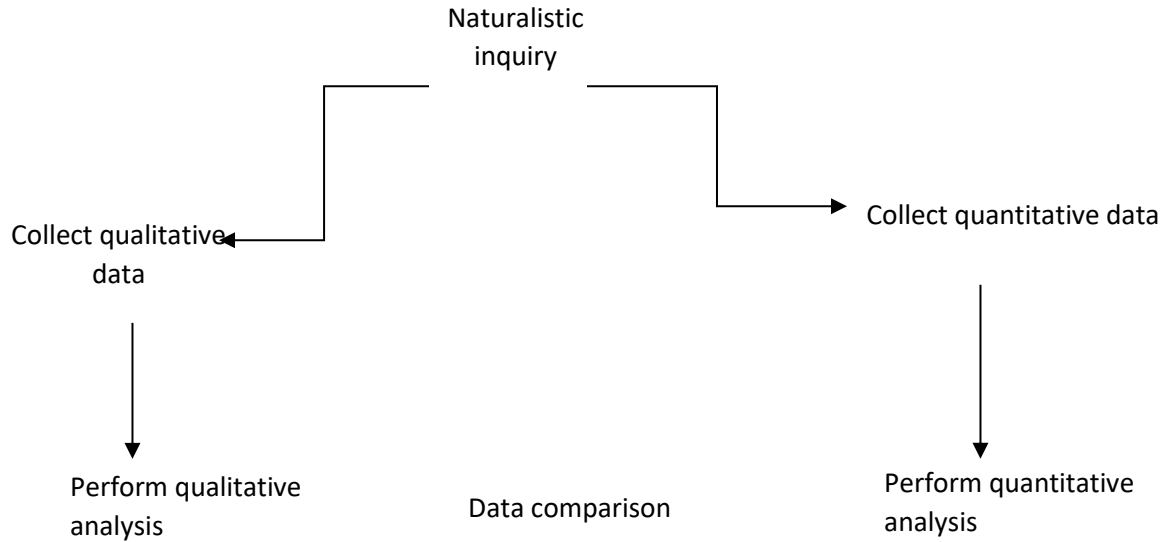 Naturalistic
inquiry
Collect qualitative
data
Collect quantitative data
Perform qualitative
analysis
Data comparison
Perform quantitative
analysis